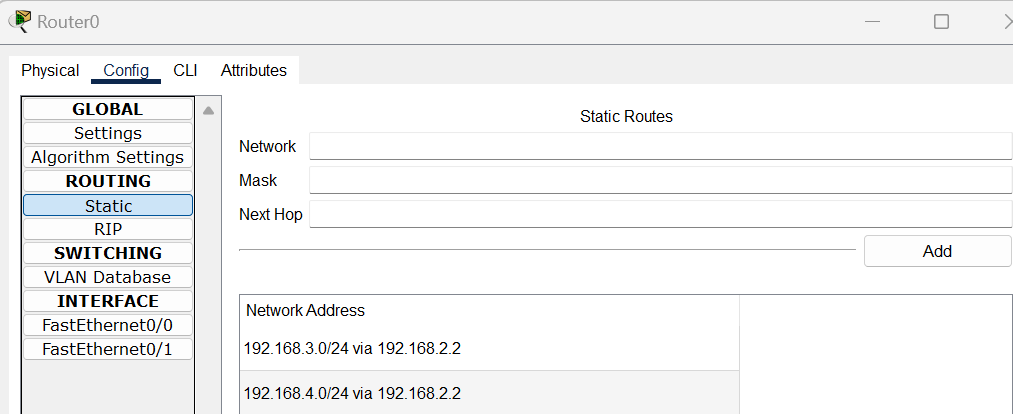 Router0
Physical Config CLI Attributes
GLOBAL
Settings
Algorithm Settings
ROUTING
Static
RIP
SWITCHING
VLAN Database
INTERFACE
FastEthernet0/0
FastEthernet0/1
Static Routes
Network
Mask
Next Hop
Add
Network Address
192.168.3.0/24 via 192.168.2.2
192.168.4.0/24 via 192.168.2.2